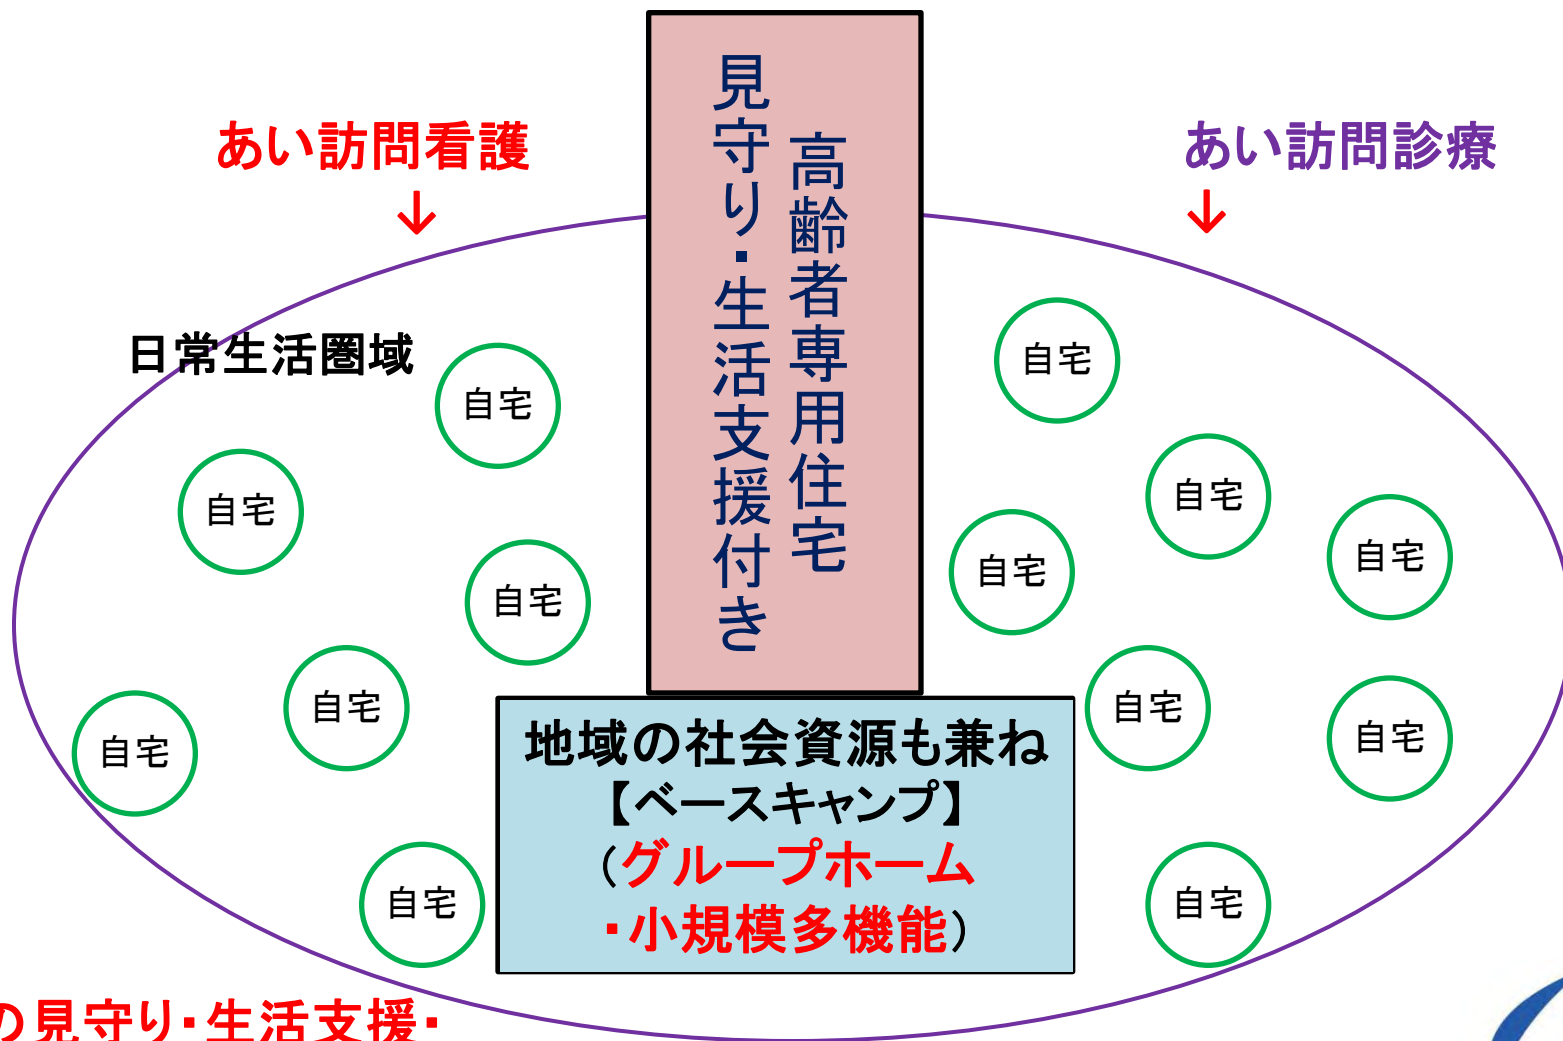 あい訪問看護
↓
あい訪問診療
↓
高齢者専用住宅
見守り・生活支援付き
日常生活圏域
自宅
自宅
自宅
自宅
自宅
自宅
自宅
自宅
自宅
自宅
自宅
自宅
自宅
地域の社会資源も兼ね
【ベースキャンプ】
（グループホーム
・小規模多機能）
の見守り・生活支援・